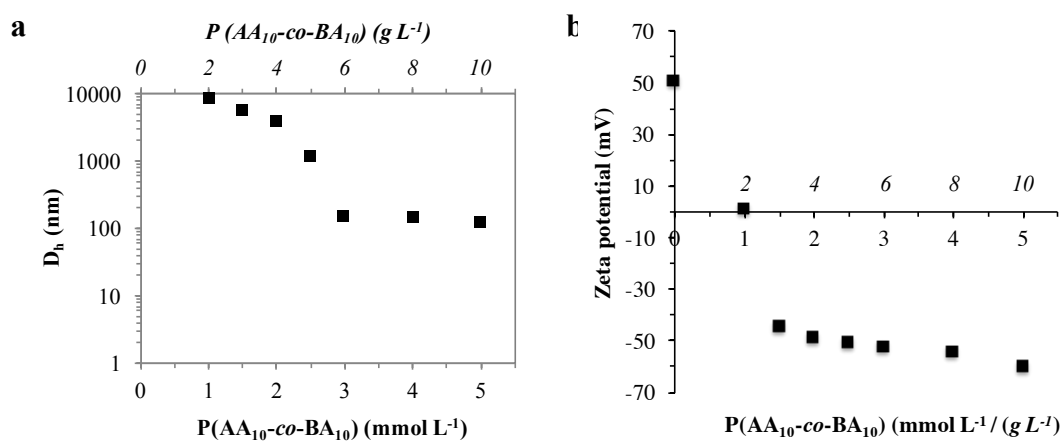 a
P (AA₁₀-co-BA₁₀) (g L⁻¹)
0 2 4 6 8 10
10000
1000
100
10
1
D_h (nm)
0 1 2 3 4 5
P(AA₁₀-co-BA₁₀) (mmol L⁻¹)
b
70
50
30
10
-10
-30
-50
-70
Zeta potential (mV)
2 4 6 8 10
0 1 2 3 4 5
P(AA₁₀-co-BA₁₀) (mmol L⁻¹ / (g L⁻¹)